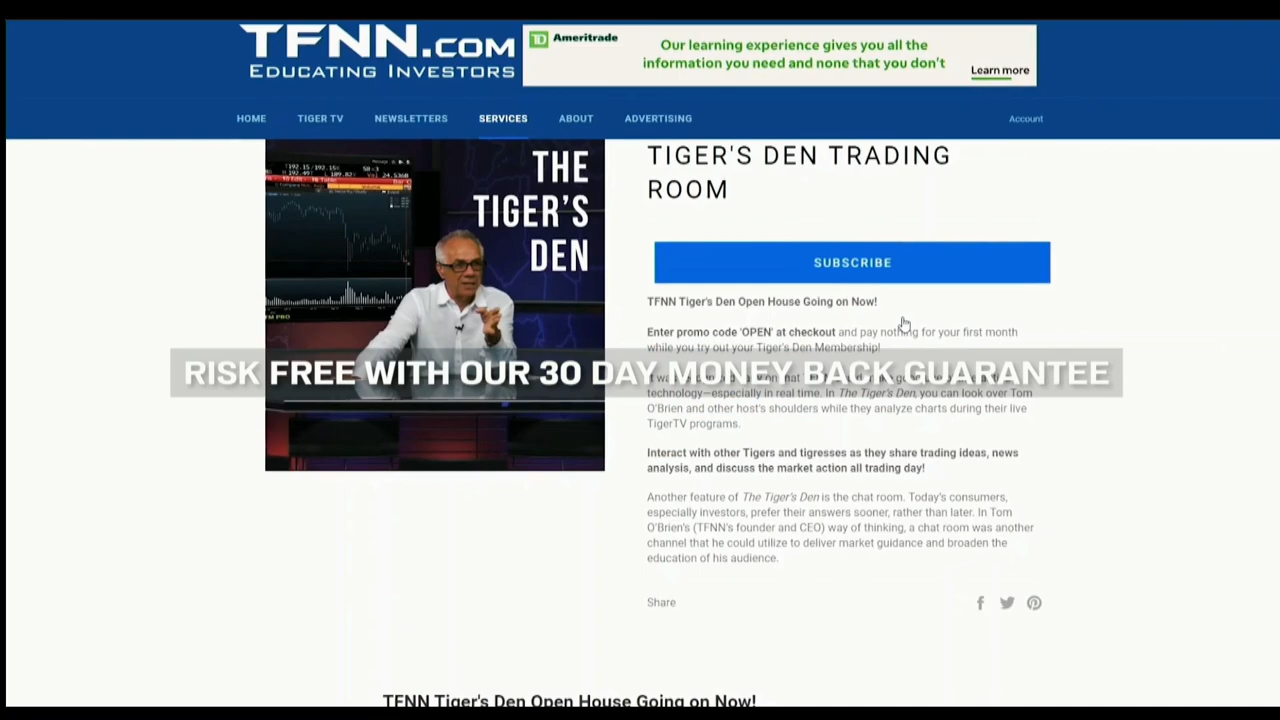 TFNN.COM
EDUCATING INVESTORS
TD Ameritrade
Our learning experience gives you all the
information you need and none that you don't
Learn more
HOME TIGER TV NEWSLETTERS SERVICES ABOUT ADVERTISING Account
THE
TIGER'S
DEN
TIGER'S DEN TRADING
ROOM
SUBSCRIBE
TFNN Tiger's Den Open House Going on Now!
Enter promo code 'OPEN' at checkout and pay nothing for your first month
while you try out your Tiger's Den Membership!
RISK FREE WITH OUR 30 DAY MONEY BACK GUARANTEE
technology—especially in real time. In The Tiger's Den, you can look over Tom
O'Brien and other host's shoulders while they analyze charts during their live
TigerTV programs.
Interact with other Tigers and tigresses as they share trading ideas, news
analysis, and discuss the market action all trading day!
Another feature of The Tiger's Den is the chat room. Today's consumers,
especially investors, prefer their answers sooner, rather than later. In Tom
O'Brien's (TFNN's founder and CEO) way of thinking, a chat room was another
channel that he could utilize to deliver market guidance and broaden the
education of his audience.
Share
TFNN Tiger's Den Open House Going on Now!